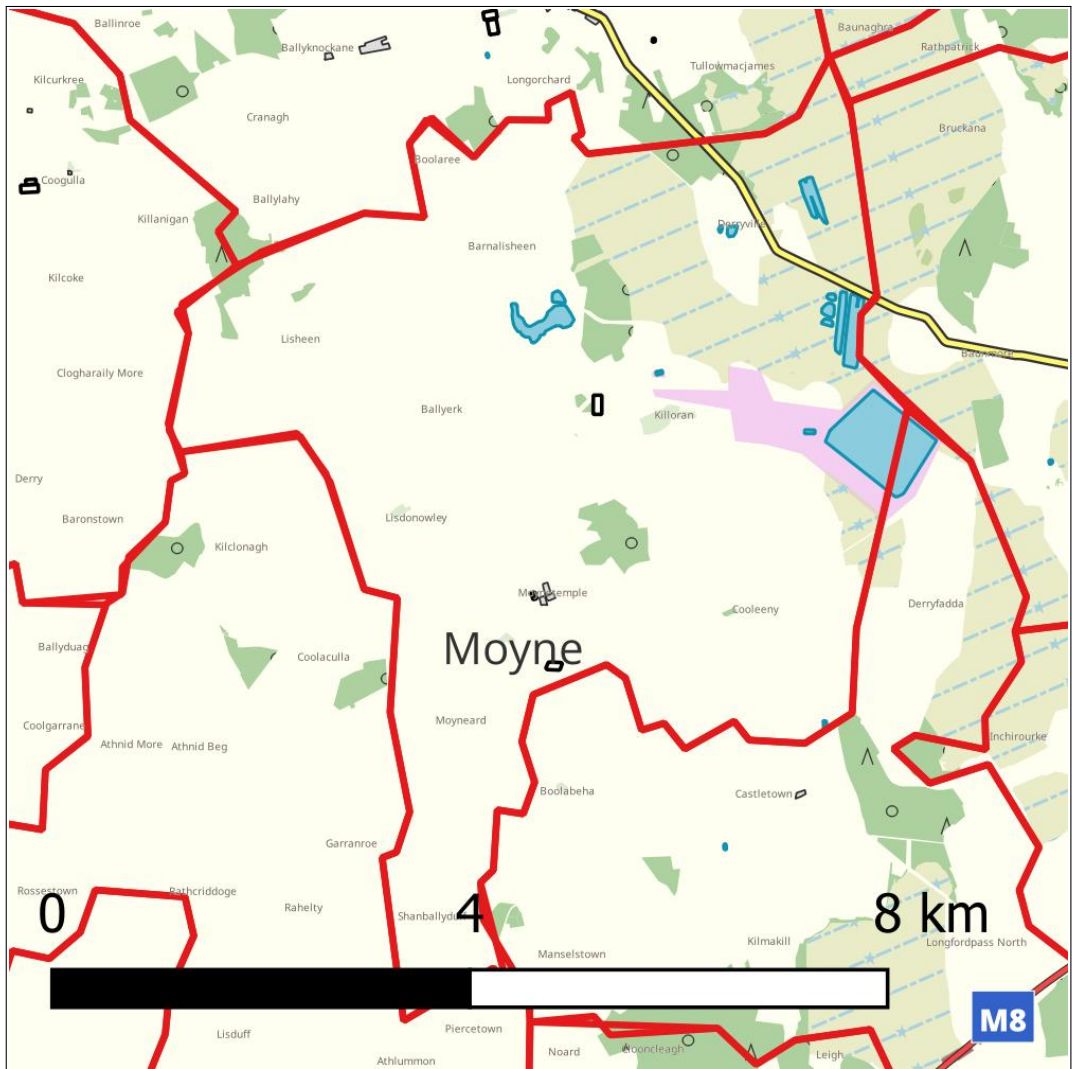 Ballinroe
Baunaghra
Ballyknockane
Rathpatrick
Tullowmacjames
Kilcurkree
Longorchard
Cranagh
Bruckana
Boolaree
Coogulla
Ballylahy
Killanigan
Derryville
Barnalisheen
Kilcoke
Lisheen
Baunmore
Clogharaily More
Ballyerk
Killoran
Derry
Baronstown
Lisdonowley
Kilclonagh
Moynetemple
Cooleeny
Derryfadda
Moyne
Ballyduag
Coolaculla
Coolgarrane
Moyneard
Athnid More
Athnid Beg
Inchirourke
Boolabeha
Castletown
Garranroe
Rossestown
Rathcriddoge
Rahelty
0
4
8 km
Kilmakill
Longfordpass North
Manselstown
M8
Lisduff
Piercetown
Noard
Leigh
Athlummon